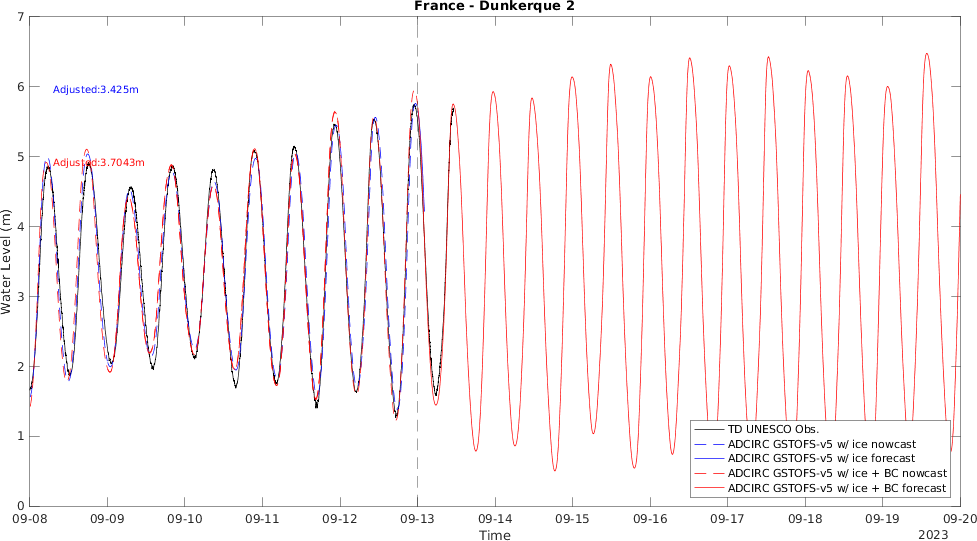 France - Dunkerque 2
7
6
5
4
3
2
1
0
Water Level (m)
Adjusted:3.425m
Adjusted:3.7043m
TD UNESCO Obs.
ADCIRC GSTOFS-v5 w/ ice nowcast
ADCIRC GSTOFS-v5 w/ ice forecast
ADCIRC GSTOFS-v5 w/ ice + BC nowcast
ADCIRC GSTOFS-v5 w/ ice + BC forecast
09-08 09-09 09-10 09-11 09-12 09-13 09-14 09-15 09-16 09-17 09-18 09-19 09-20
Time
2023